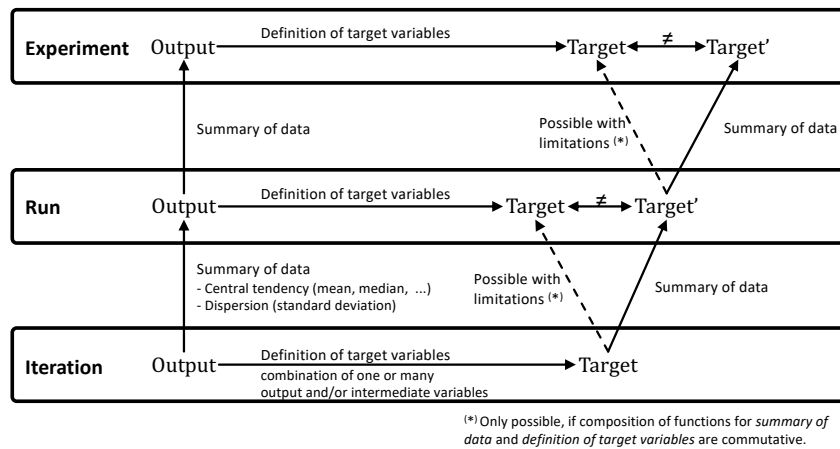 Definition of target variables
Experiment Output Target ≠ Target’
Summary of data
Possible with
limitations (*)
Summary of data
Definition of target variables
Run Output Target ≠ Target’
Summary of data
- Central tendency (mean, median, ...)
- Dispersion (standard deviation)
Possible with
limitations (*)
Summary of data
Definition of target variables
Iteration Output Target
combination of one or many
output and/or intermediate variables
(*) Only possible, if composition of functions for summary of
data and definition of target variables are commutative.